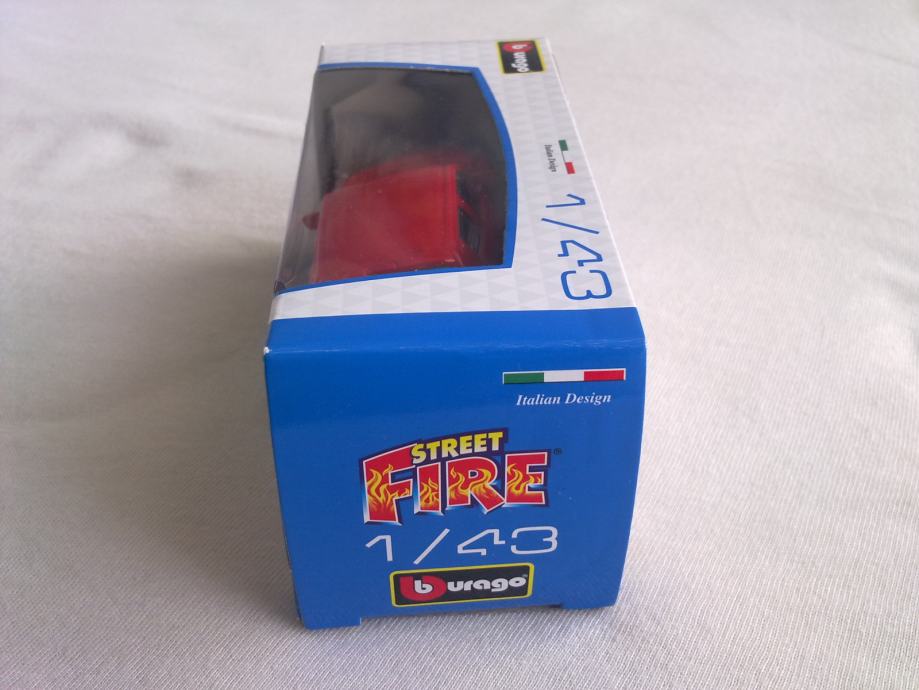 burago
Italian Design
1/43
Italian Design
STREET
FIRE®
1/43
burago